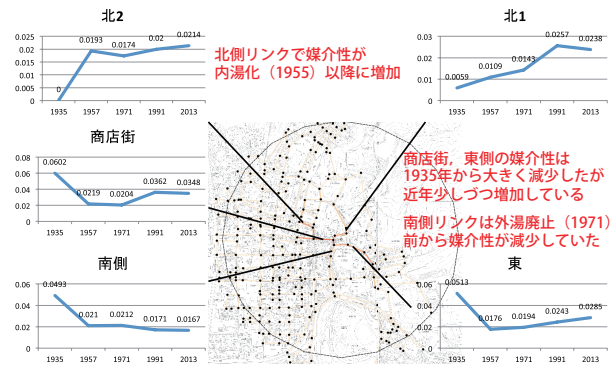 北2
0.025
0.02
0.015
0.01
0.005
0
0
0.0193
0.0174
0.02
0.0214
1935 1957 1971 1991 2013
北側リンクで媒介性が
内湯化（1955）以降に増加
北1
0.03
0.02
0.01
0
0.0059
0.0109
0.0143
0.0257
0.0238
1935 1957 1971 1991 2013
商店街
0.08
0.06
0.04
0.02
0
0.0602
0.0219
0.0204
0.0362
0.0348
1935 1957 1971 1991 2013
商店街，東側の媒介性は
1935年から大きく減少したが
近年少しづつ増加している
南側リンクは外湯廃止（1971）
前から媒介性が減少していた
南側
0.06
0.04
0.02
0
0.0493
0.021
0.0212
0.0171
0.0167
1935 1957 1971 1991 2013
東
0.06
0.04
0.02
0
0.0513
0.0176
0.0194
0.0243
0.0285
1935 1957 1971 1991 2013